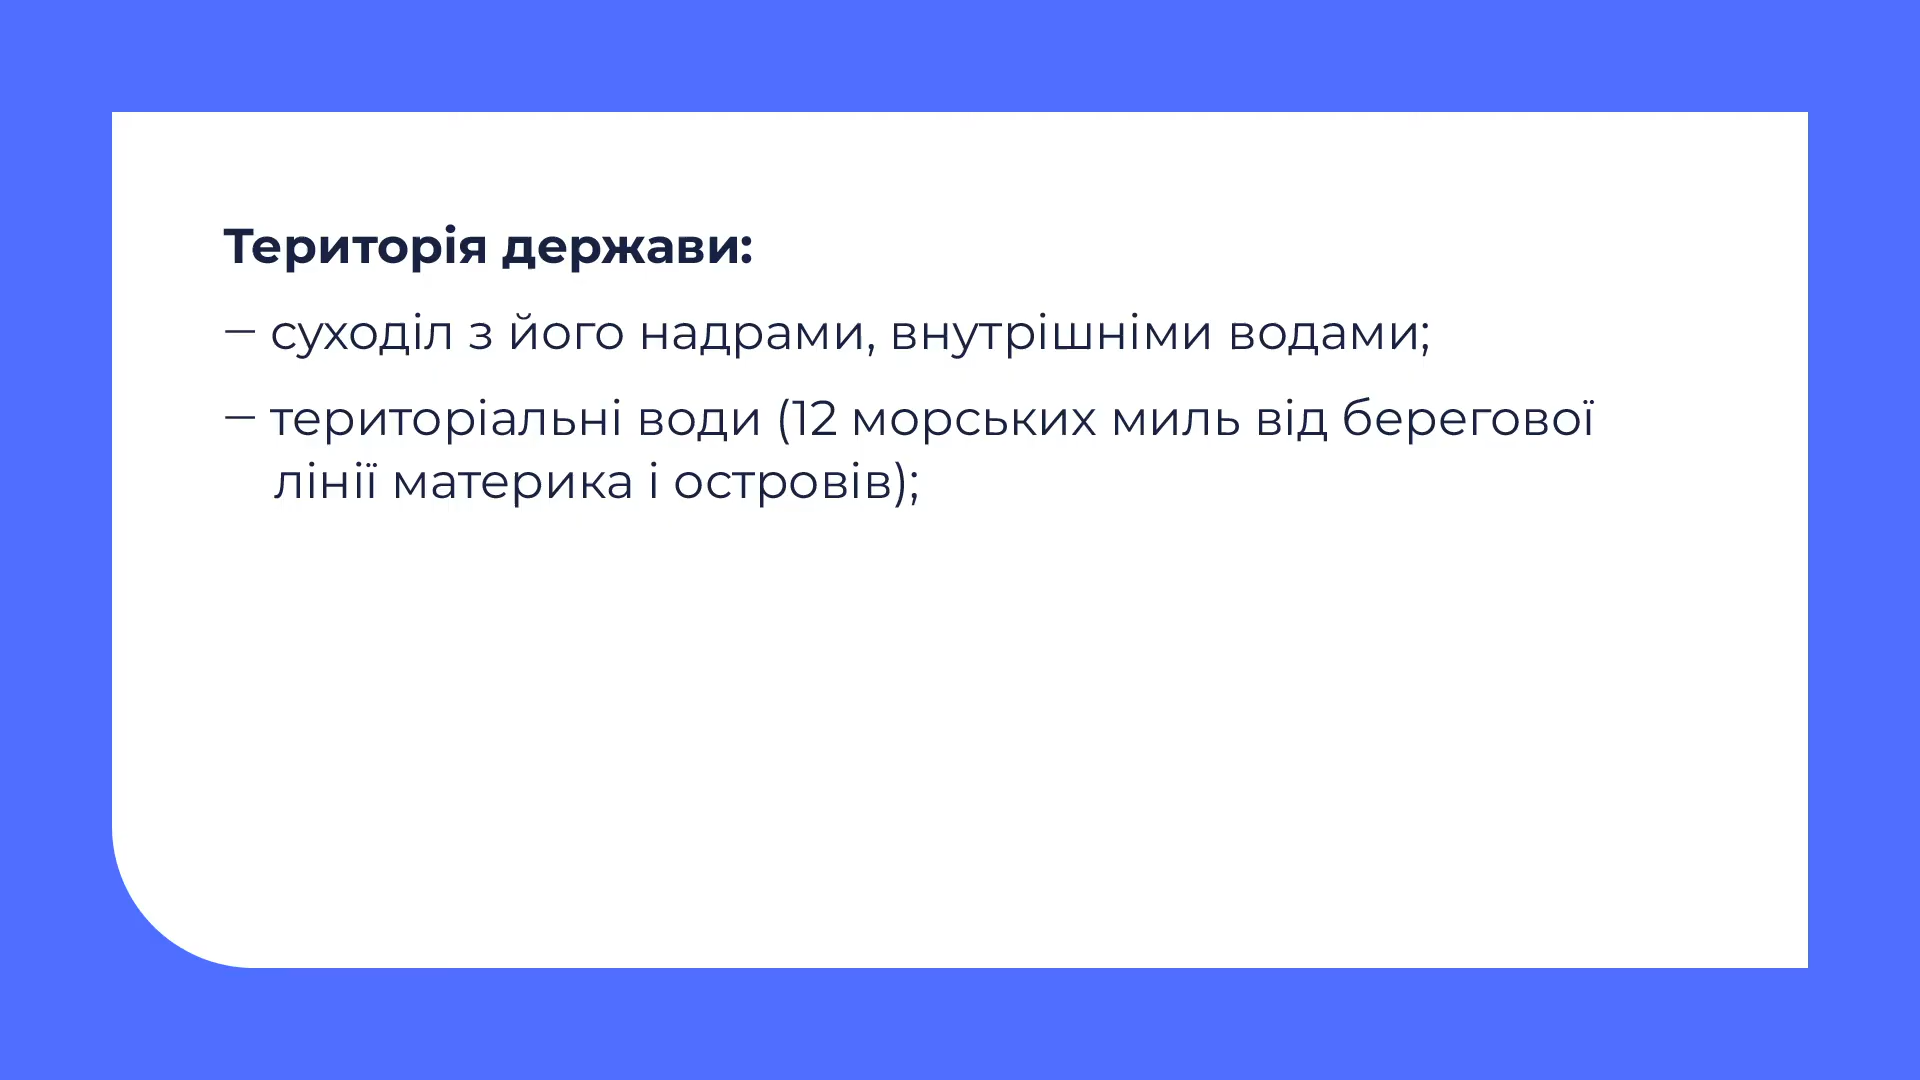 Територія держави:
— суходіл з його надрами, внутрішніми водами;
— територіальні води (12 морських миль від берегової
лінії материка і островів);